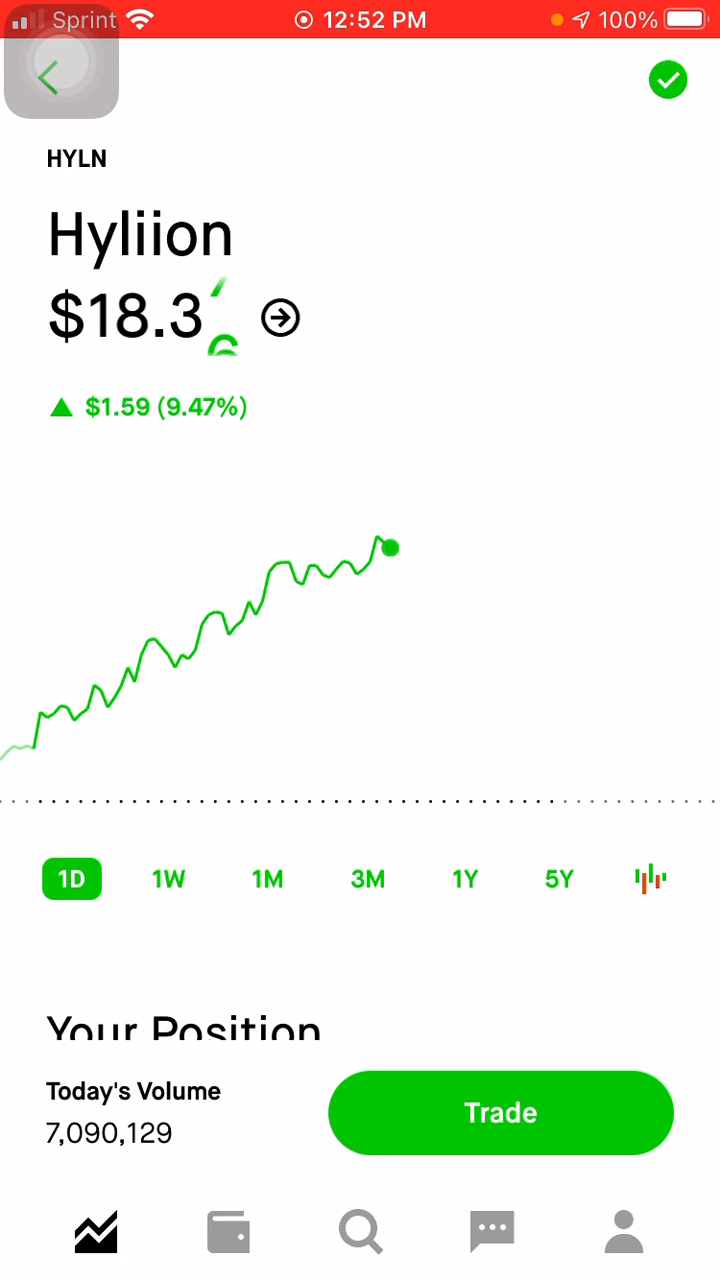 Sprint 12:52 PM 100%
HYLN
Hyliion
$18.3
$1.59 (9.47%)
1D 1W 1M 3M 1Y 5Y
Your Position
Today's Volume
7,090,129
Trade